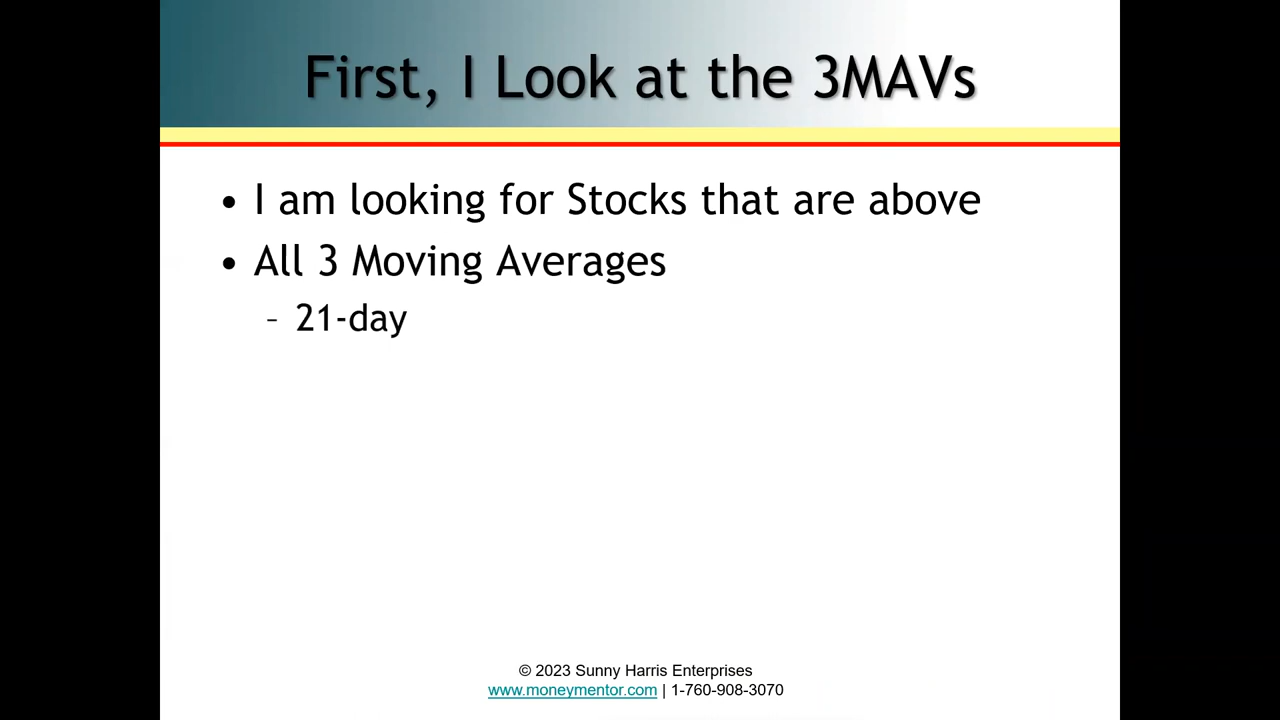 First, I Look at the 3MAVs
• I am looking for Stocks that are above
• All 3 Moving Averages
– 21-day
© 2023 Sunny Harris Enterprises
www.moneymentor.com | 1-760-908-3070